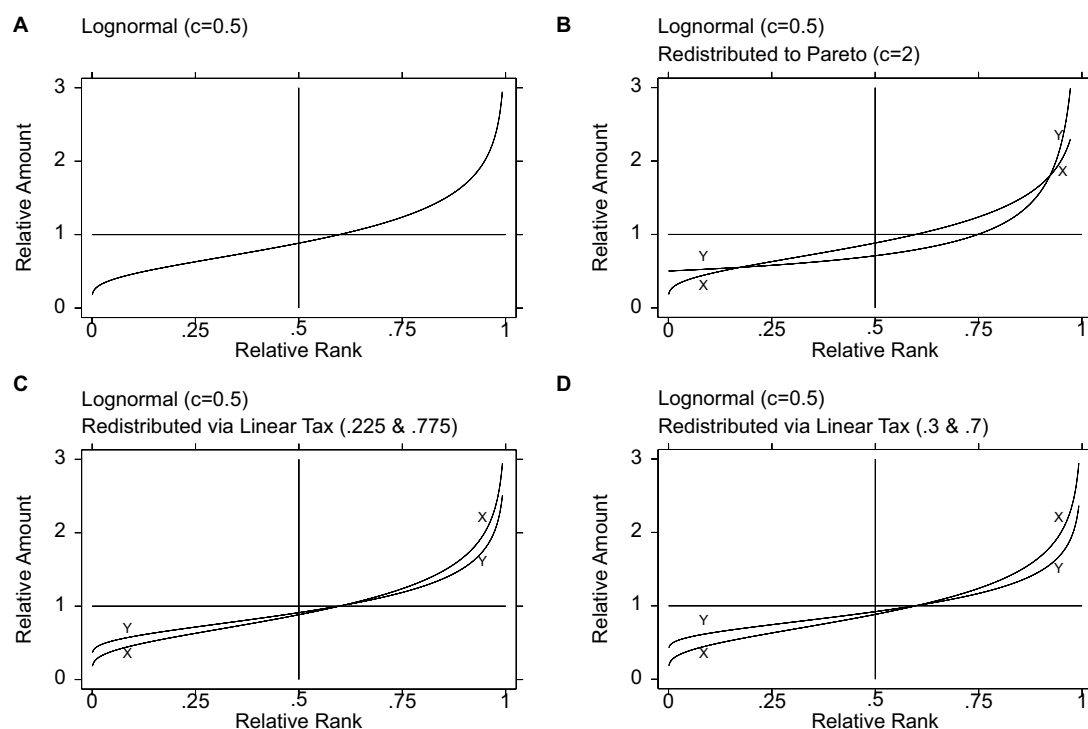 A
Lognormal (c=0.5)
3
2
1
0
Relative Amount
0 .25 .5 .75 1
Relative Rank
B
Lognormal (c=0.5)
Redistributed to Pareto (c=2)
3
2
1
0
Relative Amount
Y
X
Y
X
0 .25 .5 .75 1
Relative Rank
C
Lognormal (c=0.5)
Redistributed via Linear Tax (.225 & .775)
3
2
1
0
Relative Amount
X
Y
Y
X
0 .25 .5 .75 1
Relative Rank
D
Lognormal (c=0.5)
Redistributed via Linear Tax (.3 & .7)
3
2
1
0
Relative Amount
X
Y
Y
X
0 .25 .5 .75 1
Relative Rank